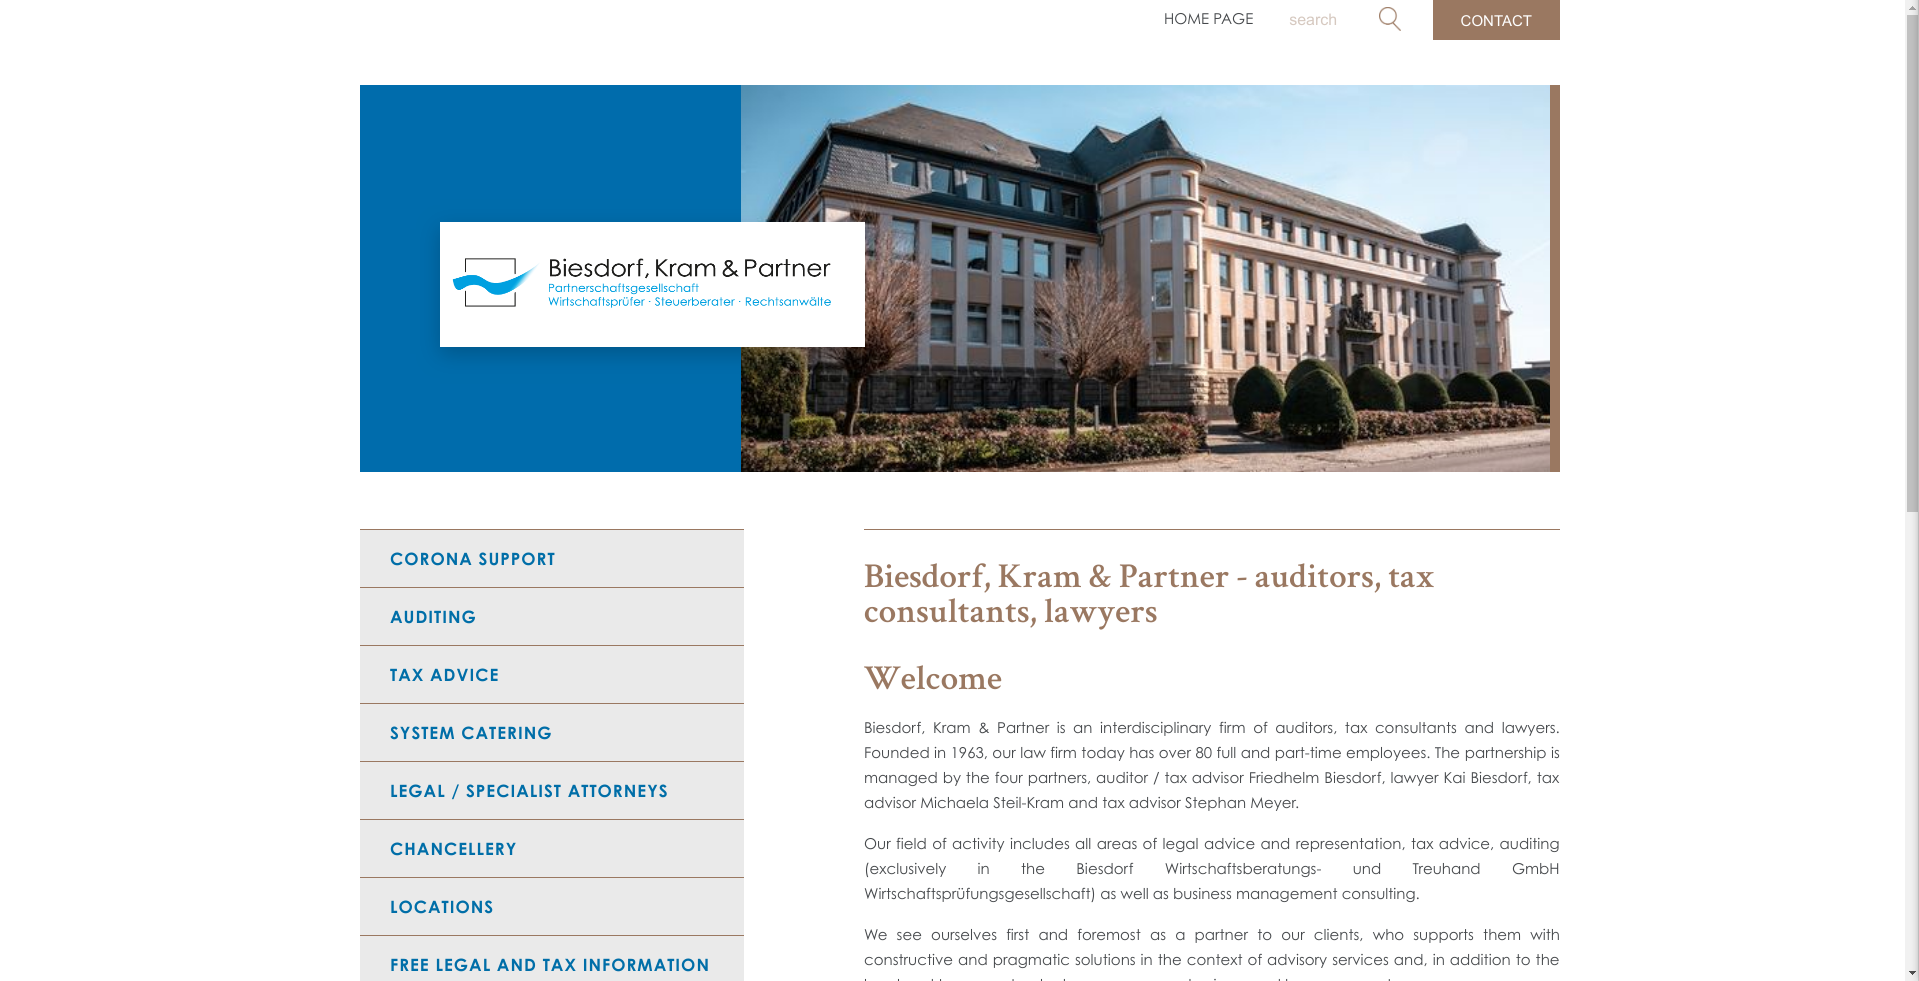 HOME PAGE
search
CONTACT
Biesdorf, Kram & Partner
Partnerschaftsgesellschaft
Wirtschaftsprüfer · Steuerberater · Rechtsanwälte
CORONA SUPPORT
AUDITING
TAX ADVICE
SYSTEM CATERING
LEGAL / SPECIALIST ATTORNEYS
CHANCELLERY
LOCATIONS
FREE LEGAL AND TAX INFORMATION
Biesdorf, Kram & Partner - auditors, tax
consultants, lawyers
Welcome
Biesdorf, Kram & Partner is an interdisciplinary firm of auditors, tax consultants and lawyers.
Founded in 1963, our law firm today has over 80 full and part-time employees. The partnership is
managed by the four partners, auditor / tax advisor Friedhelm Biesdorf, lawyer Kai Biesdorf, tax
advisor Michaela Steil-Kram and tax advisor Stephan Meyer.
Our field of activity includes all areas of legal advice and representation, tax advice, auditing
(exclusively in the Biesdorf Wirtschaftsberatungs- und Treuhand GmbH
Wirtschaftsprüfungsgesellschaft) as well as business management consulting.
We see ourselves first and foremost as a partner to our clients, who supports them with
constructive and pragmatic solutions in the context of advisory services and, in addition to the